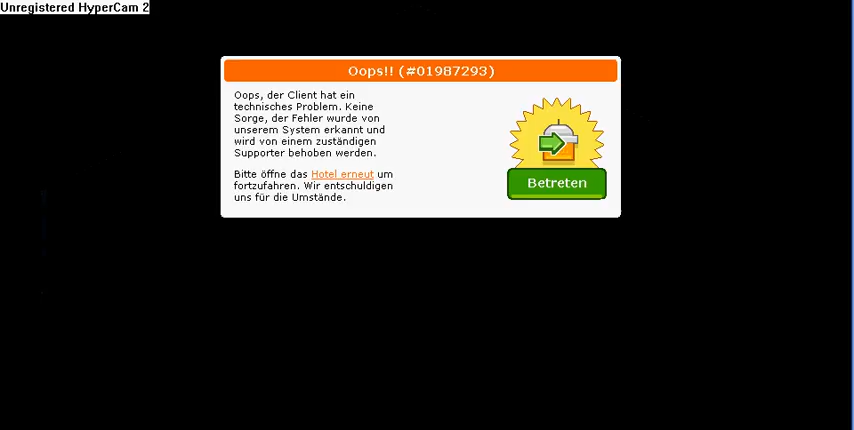 Unregistered HyperCam 2
Oops!! (#01987293)
Oops, der Client hat ein
technisches Problem. Keine
Sorge, der Fehler wurde von
unserem System erkannt und
wird von einem zuständigen
Supporter behoben werden.
Bitte öffne das Hotel erneut um
fortzufahren. Wir entschuldigen
uns für die Umstände.
Betreten